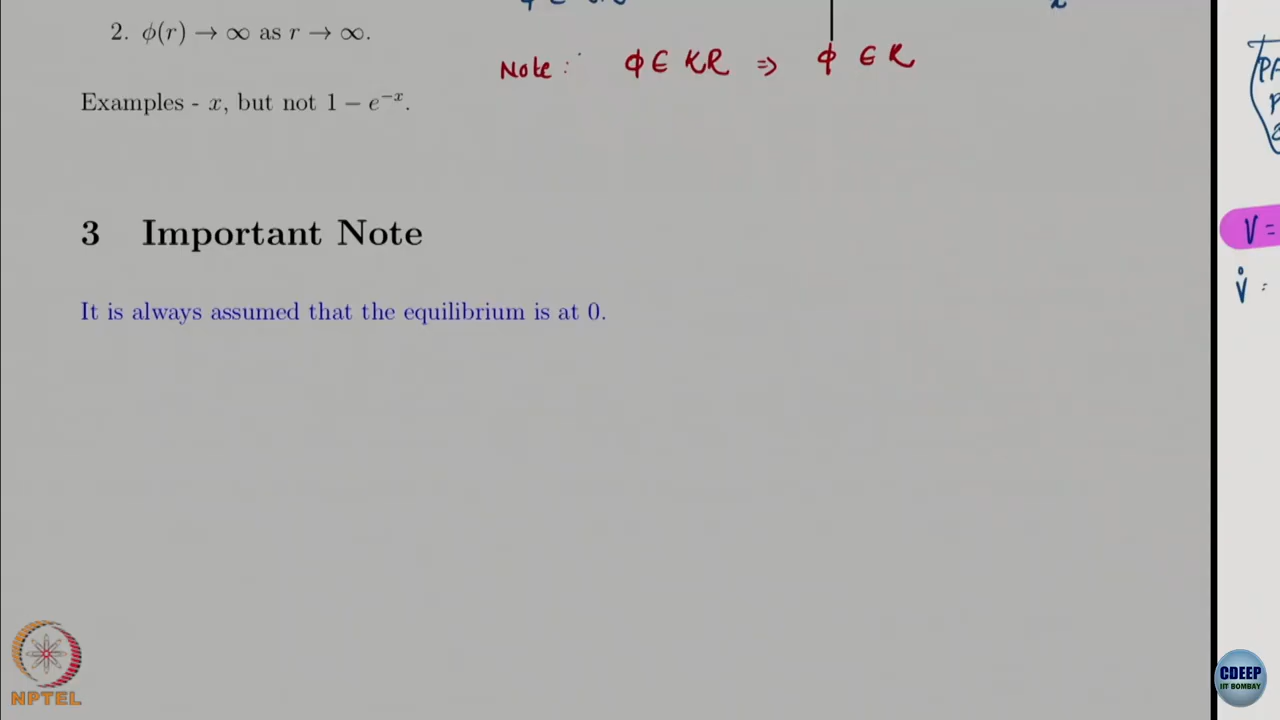 2. ϕ(r) → ∞ as r → ∞.
Note : ϕ ∈ KR ⇒ ϕ ∈ K
Examples - x, but not 1 − e^{−x}.
3 Important Note
It is always assumed that the equilibrium is at 0.
V =
V̇ =
NPTEL
CDEEP
IIT BOMBAY